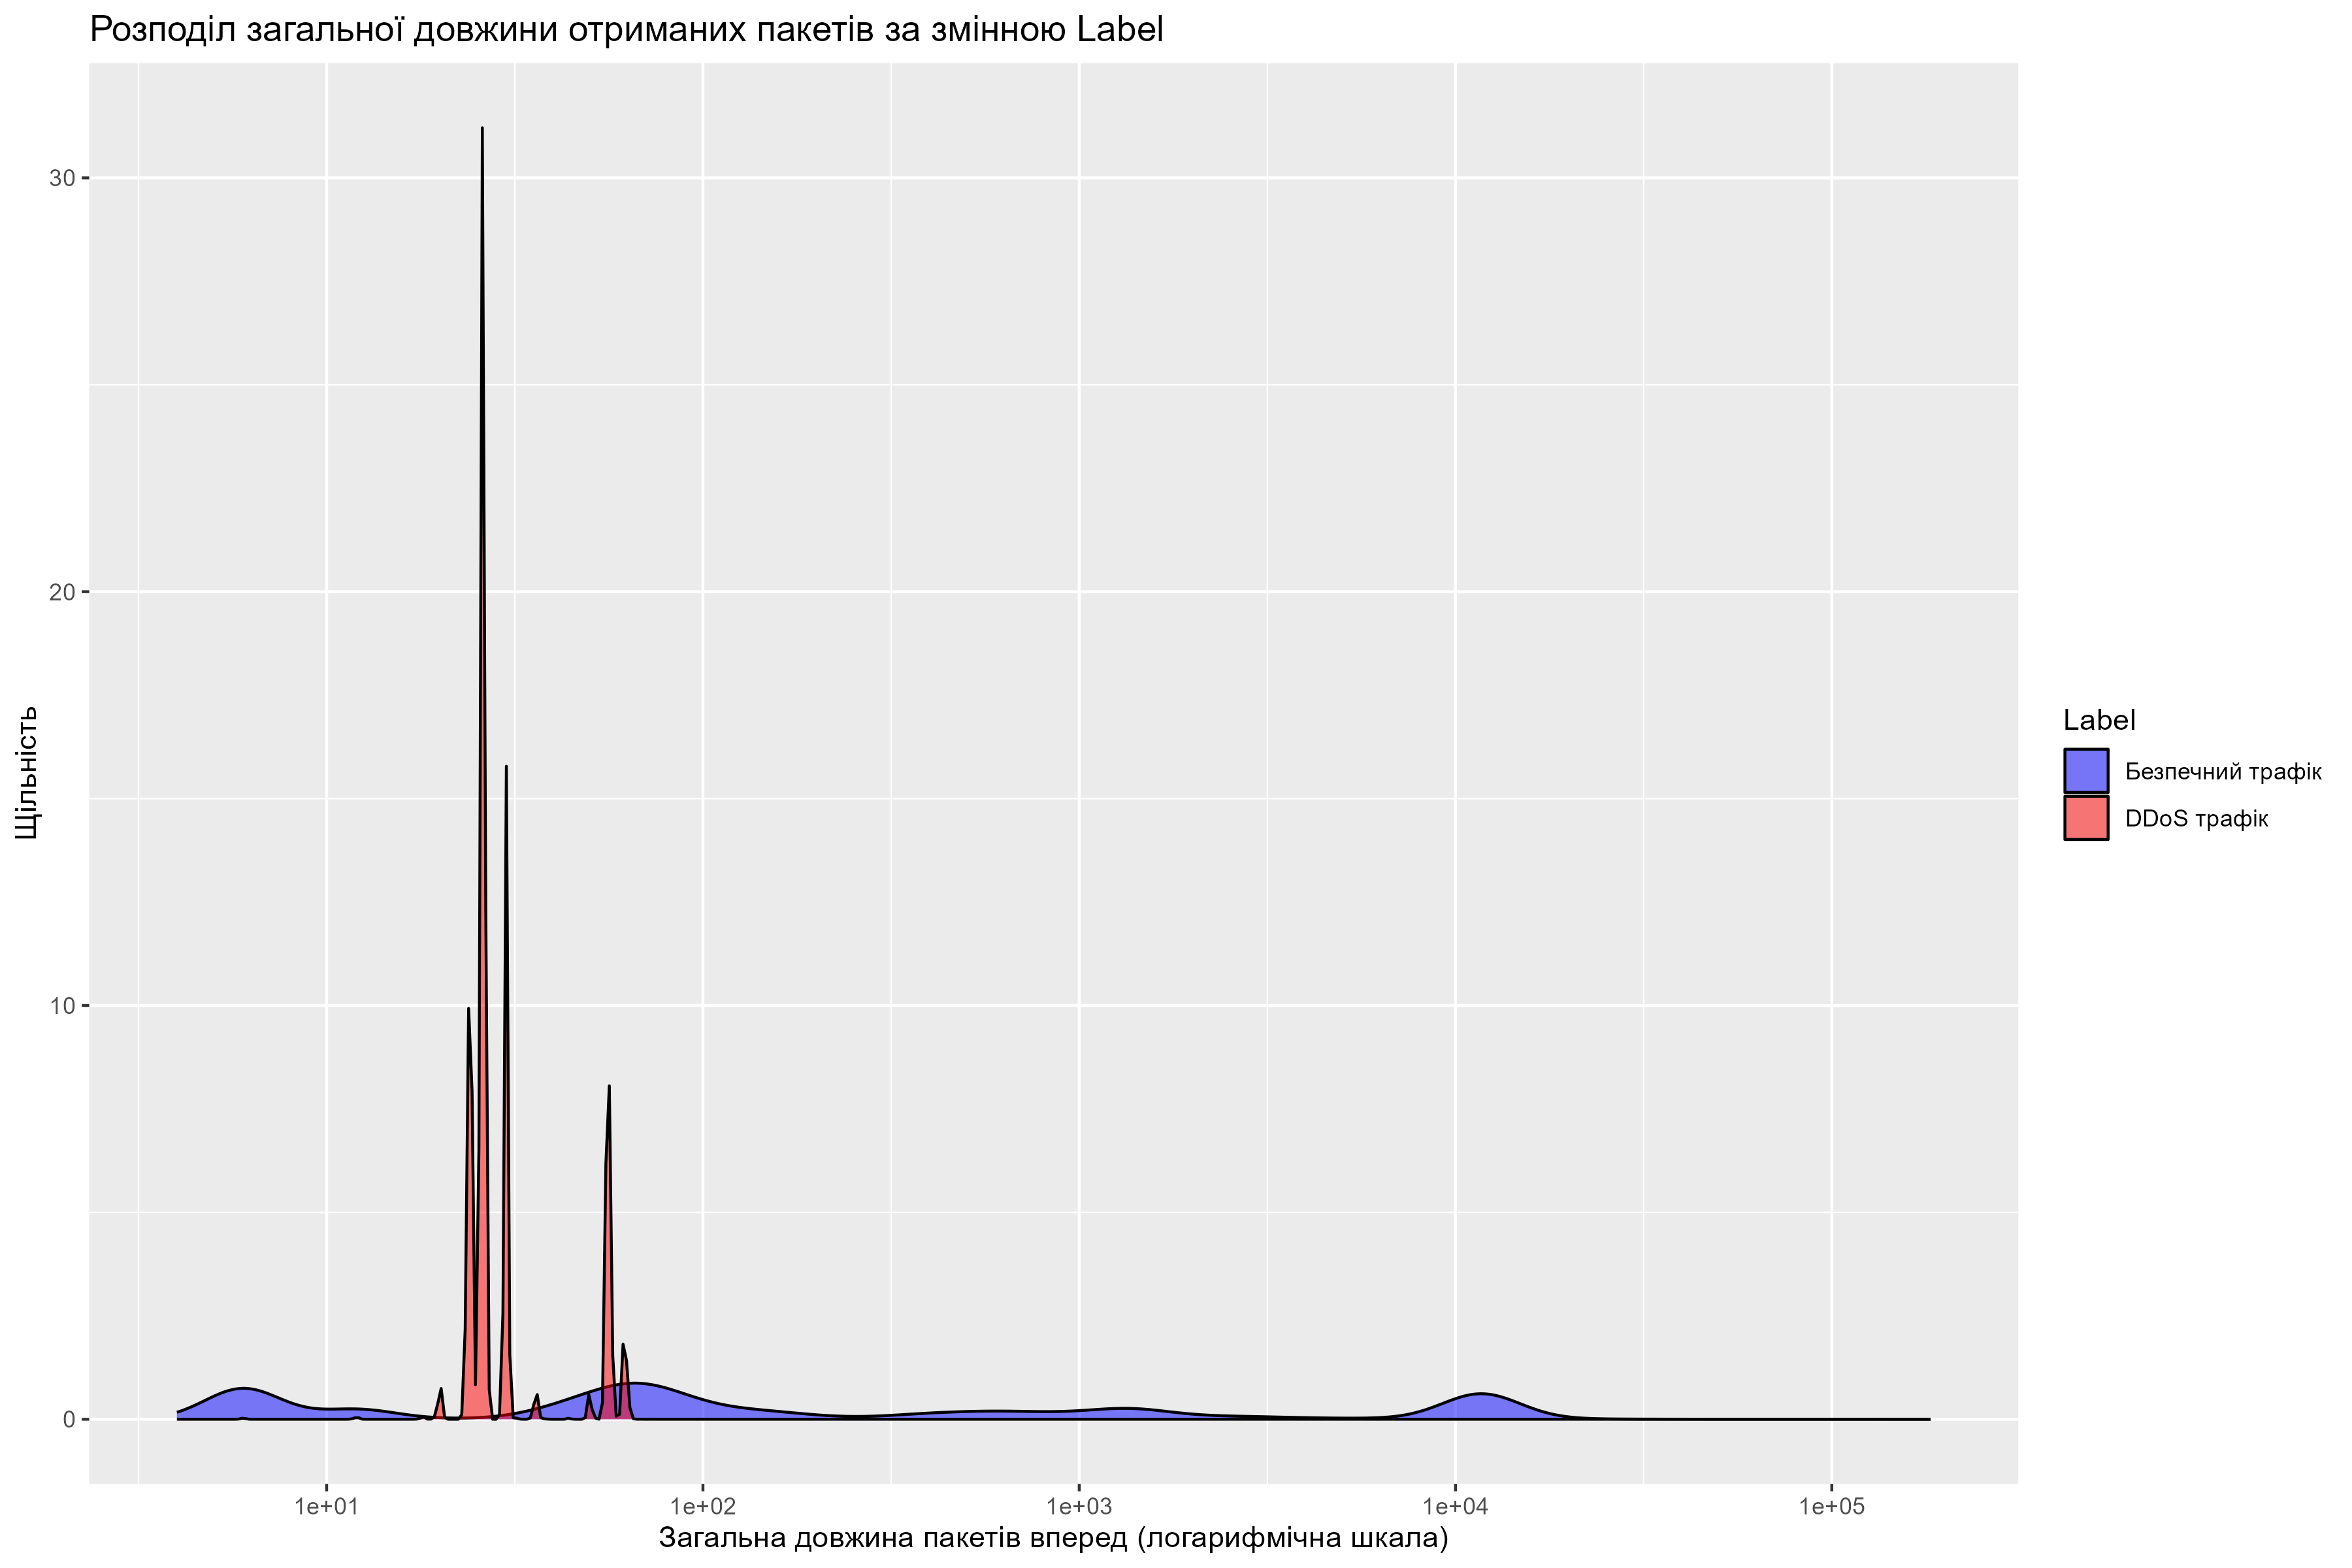 Розподіл загальної довжини отриманих пакетів за змінною Label
Щільність
30
20
10
0
1e+01
1e+02
1e+03
1e+04
1e+05
Загальна довжина пакетів вперед (логарифмічна шкала)
Label
Безпечний трафік
DDoS трафік